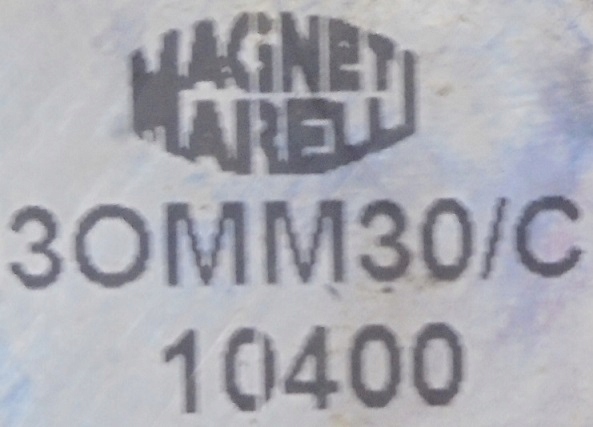 MAGNETI
MARELLI
3OMM30/C
10400